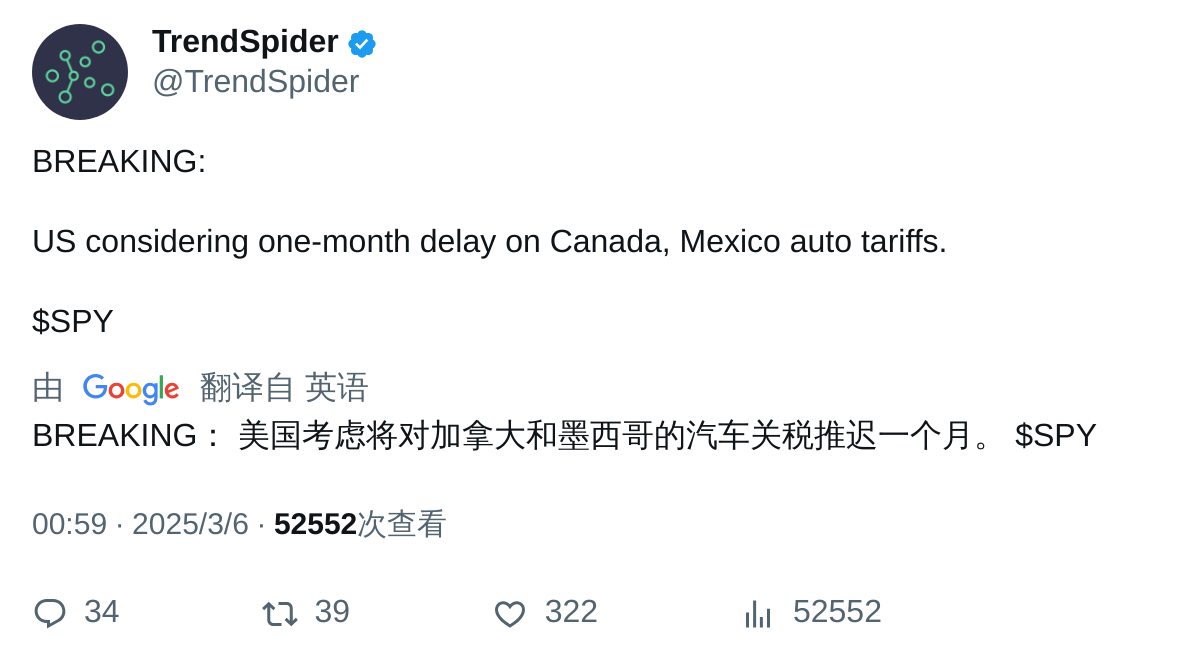 TrendSpider
@TrendSpider
BREAKING:
US considering one-month delay on Canada, Mexico auto tariffs.
$SPY
由 Google 翻译自 英语
BREAKING： 美国考虑将对加拿大和墨西哥的汽车关税推迟一个月。 $SPY
00:59 · 2025/3/6 · 52552次查看
34 39 322 52552